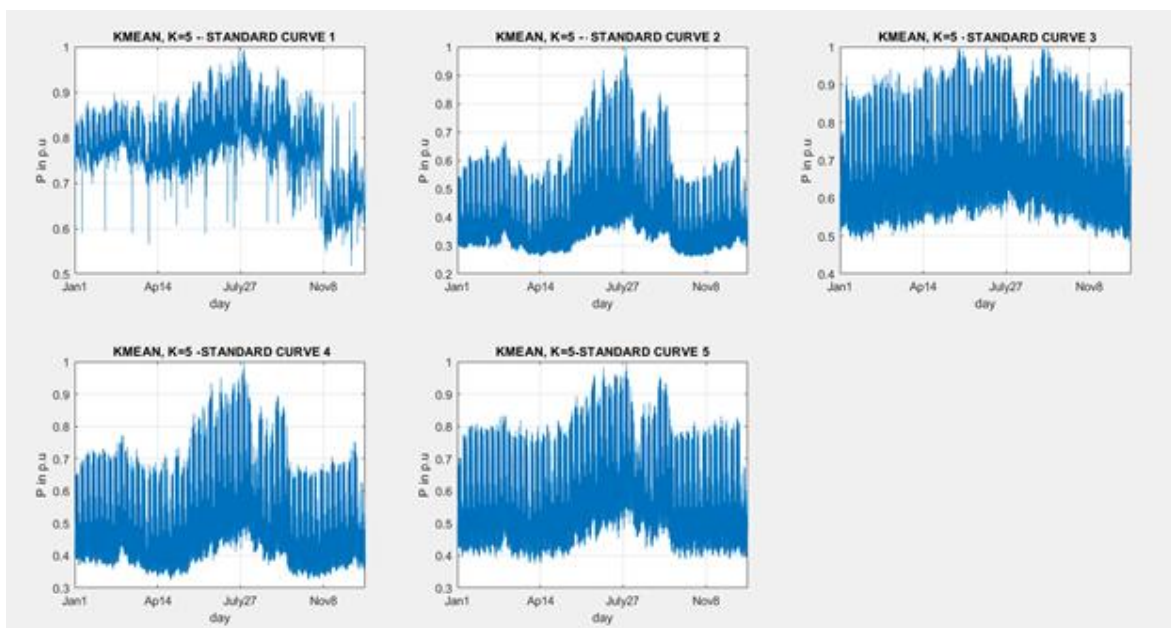 KMEAN, K=5 -- STANDARD CURVE 1
1
0.9
0.8
0.7
0.6
0.5
P in p.u
Jan1 Ap14 July27 Nov8
day
KMEAN, K=5 -- STANDARD CURVE 2
1
0.9
0.8
0.7
0.6
0.5
0.4
0.3
0.2
P in p.u
Jan1 Ap14 July27 Nov8
day
KMEAN, K=5 -STANDARD CURVE 3
1
0.9
0.8
0.7
0.6
0.5
0.4
P in p.u
Jan1 Ap14 July27 Nov8
day
KMEAN, K=5 -STANDARD CURVE 4
1
0.9
0.8
0.7
0.6
0.5
0.4
0.3
P in p.u
Jan1 Ap14 July27 Nov8
day
KMEAN, K=5-STANDARD CURVE 5
1
0.9
0.8
0.7
0.6
0.5
0.4
0.3
P in p.u
Jan1 Ap14 July27 Nov8
day